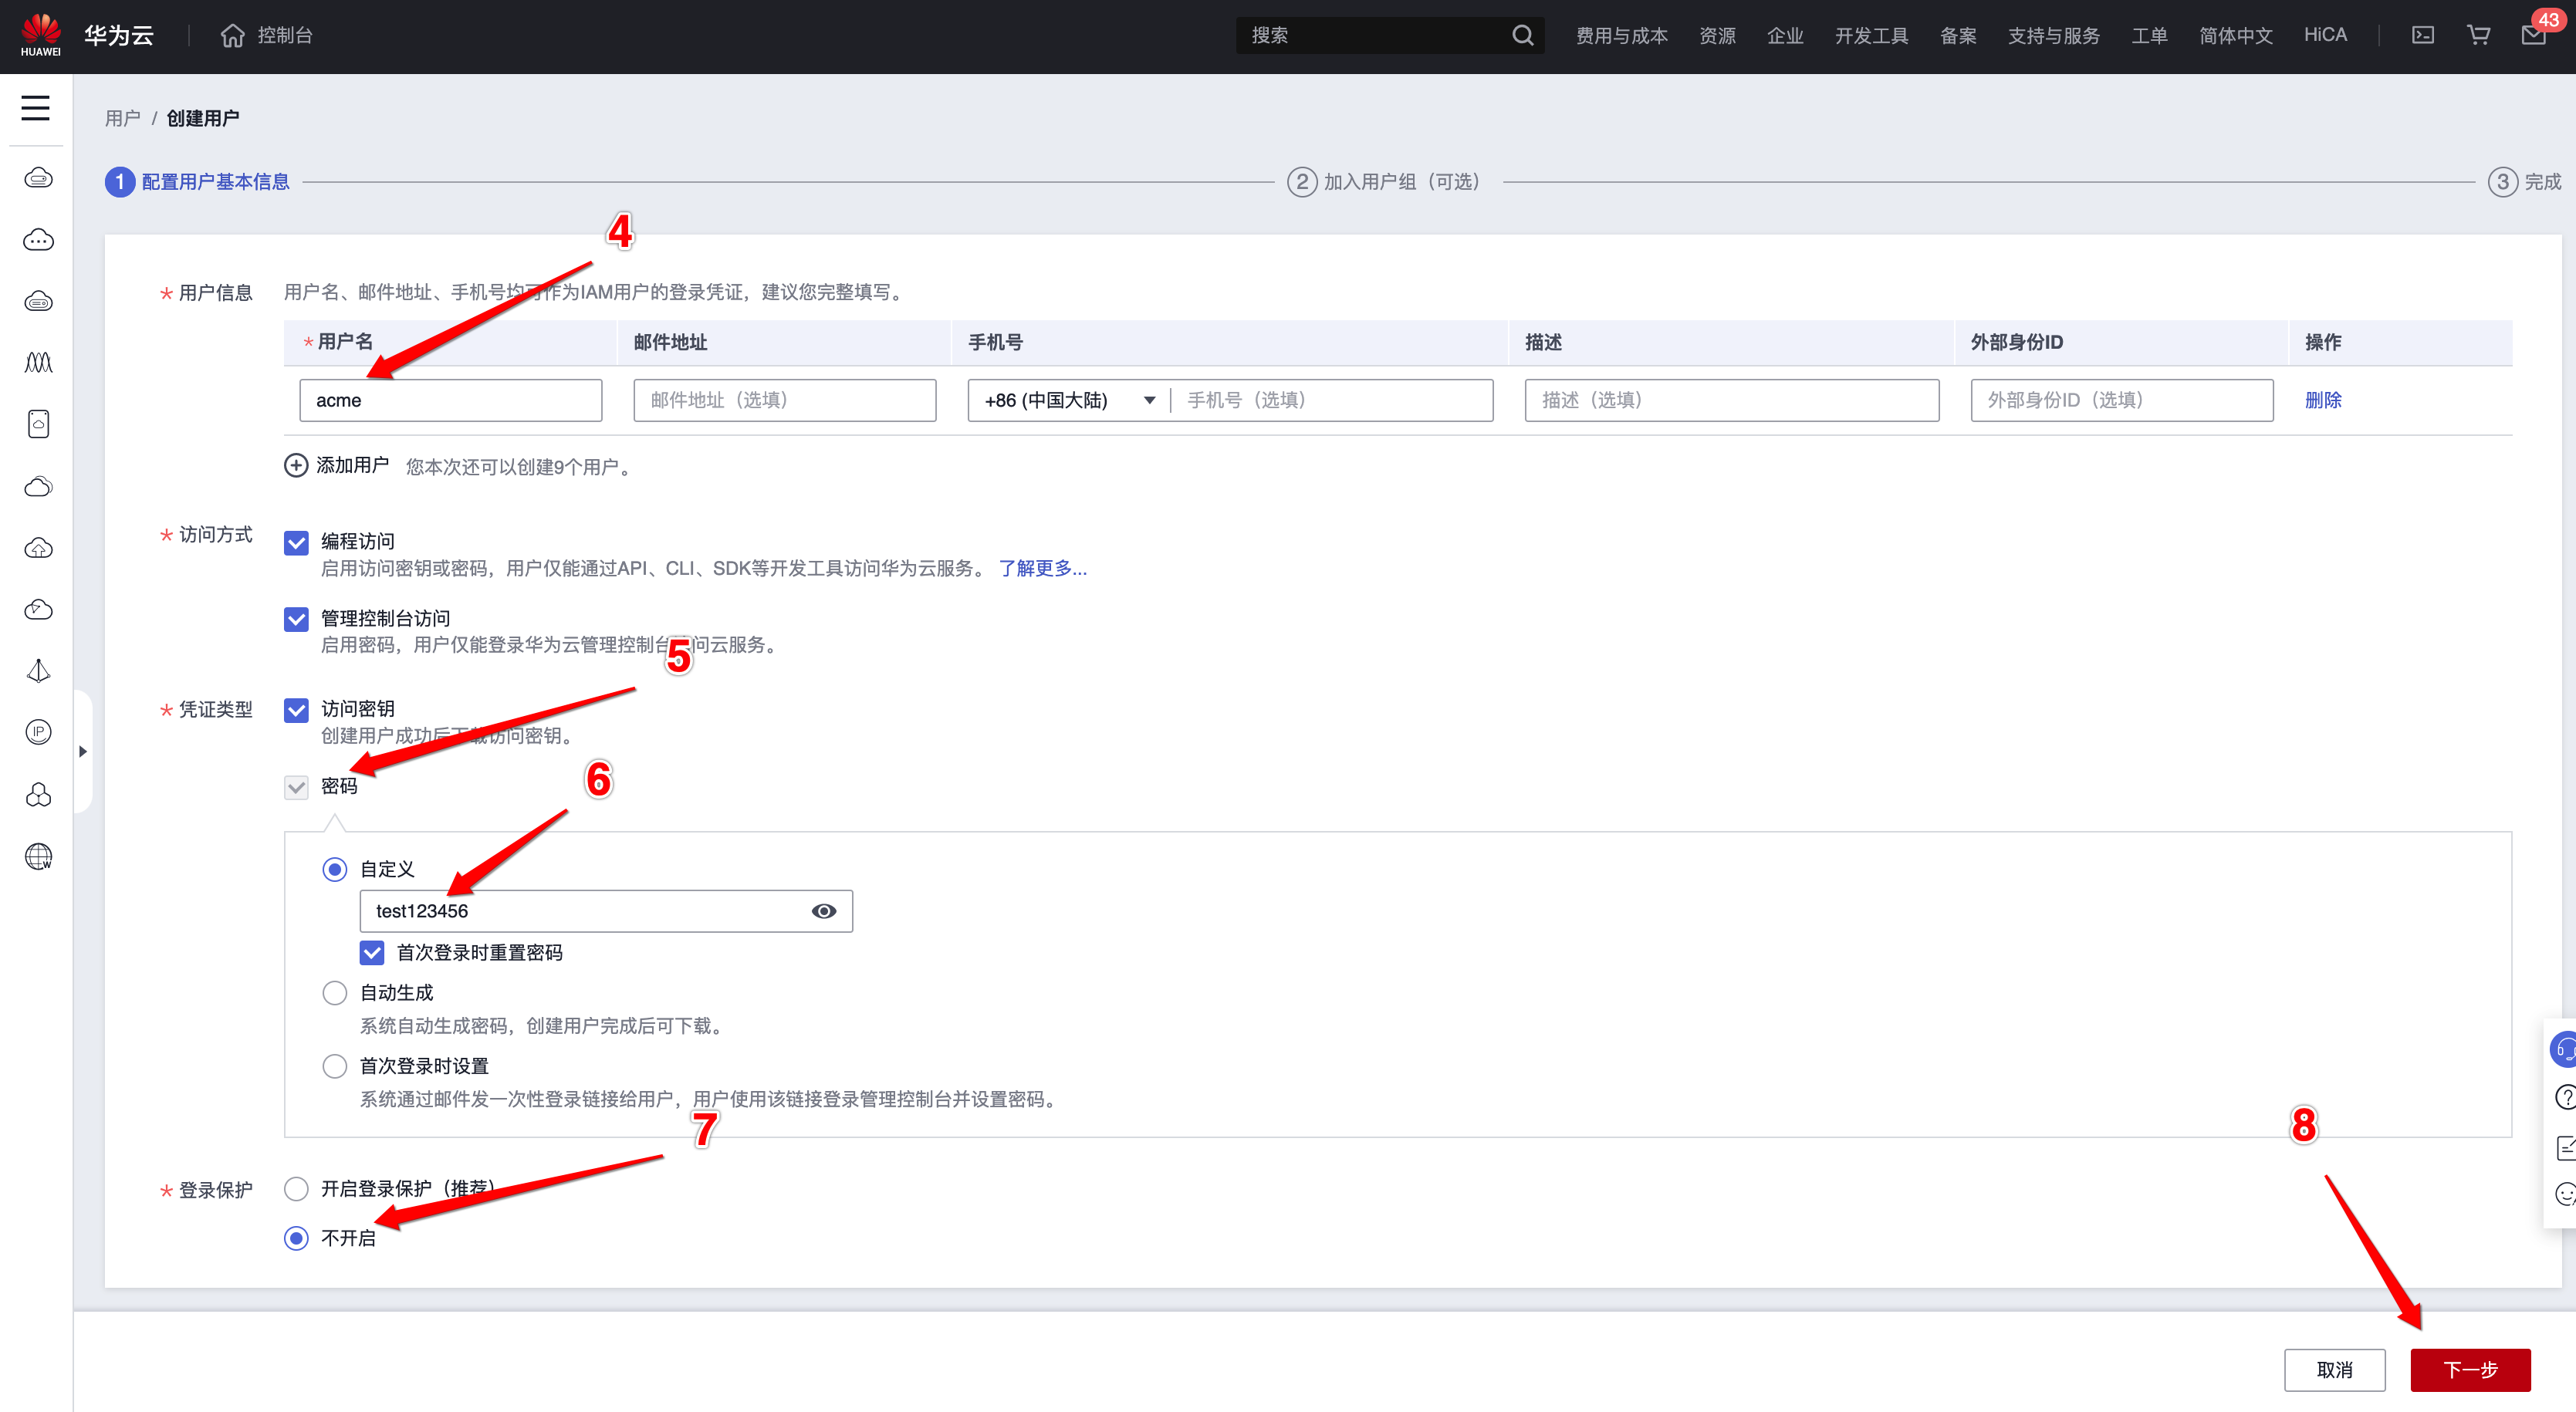 HUAWEI
华为云
控制台
搜索
费用与成本
资源
企业
开发工具
备案
支持与服务
工单
简体中文
HiCA
43
用户 / 创建用户
1 配置用户基本信息
2 加入用户组（可选）
3 完成
4
* 用户信息
用户名、邮件地址、手机号均可作为IAM用户的登录凭证，建议您完整填写。
* 用户名
邮件地址
手机号
描述
外部身份ID
操作
acme
邮件地址（选填）
+86 (中国大陆)
手机号（选填）
描述（选填）
外部身份ID（选填）
删除
添加用户 您本次还可以创建9个用户。
* 访问方式
编程访问
启用访问密钥或密码，用户仅能通过API、CLI、SDK等开发工具访问华为云服务。 了解更多...
管理控制台访问
启用密码，用户仅能登录华为云管理控制台访问云服务。
5
* 凭证类型
访问密钥
创建用户成功后下载访问密钥。
密码
6
自定义
test123456
首次登录时重置密码
自动生成
系统自动生成密码，创建用户完成后可下载。
首次登录时设置
系统通过邮件发一次性登录链接给用户，用户使用该链接登录管理控制台并设置密码。
7
8
* 登录保护
开启登录保护（推荐）
不开启
取消
下一步
IP
W